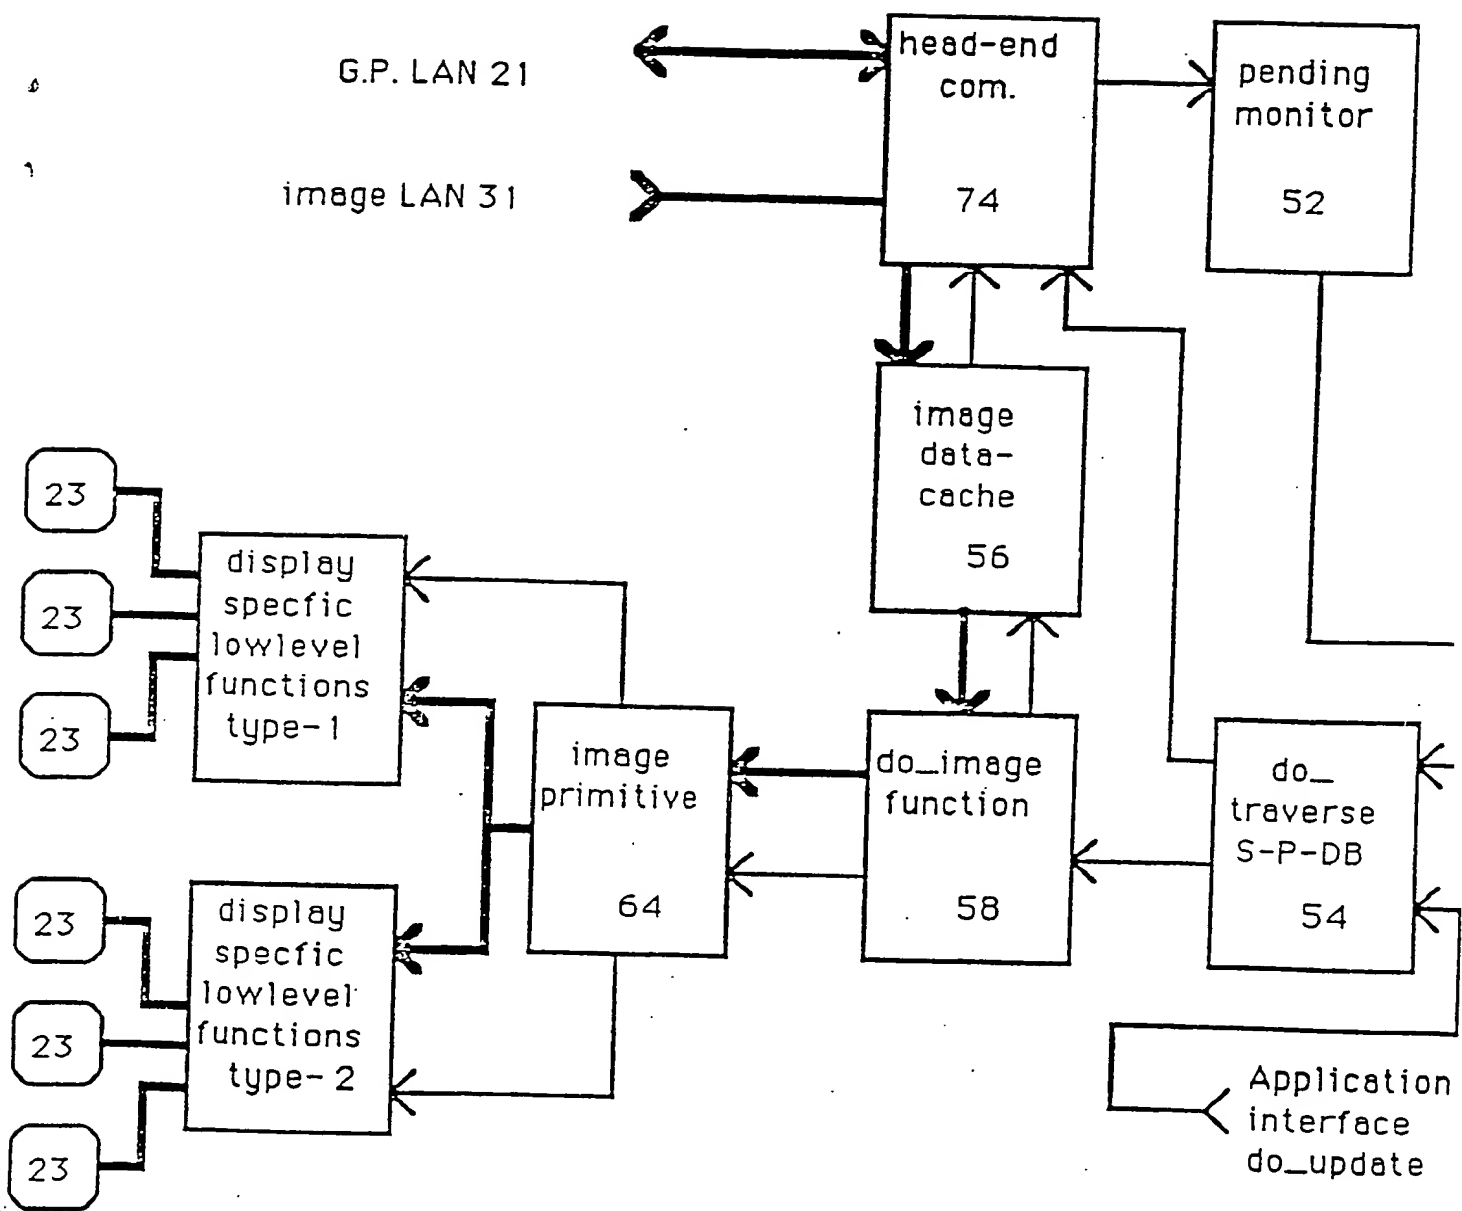 G.P. LAN 21
image LAN 31
head-end
com.
74
pending
monitor
52
image
data-
cache
56
23
23
23
display
specfic
lowlevel
functions
type-1
image
primitive
64
do_image
function
58
do_
traverse
S-P-DB
54
23
23
23
display
specfic
lowlevel
functions
type-2
Application
interface
do_update